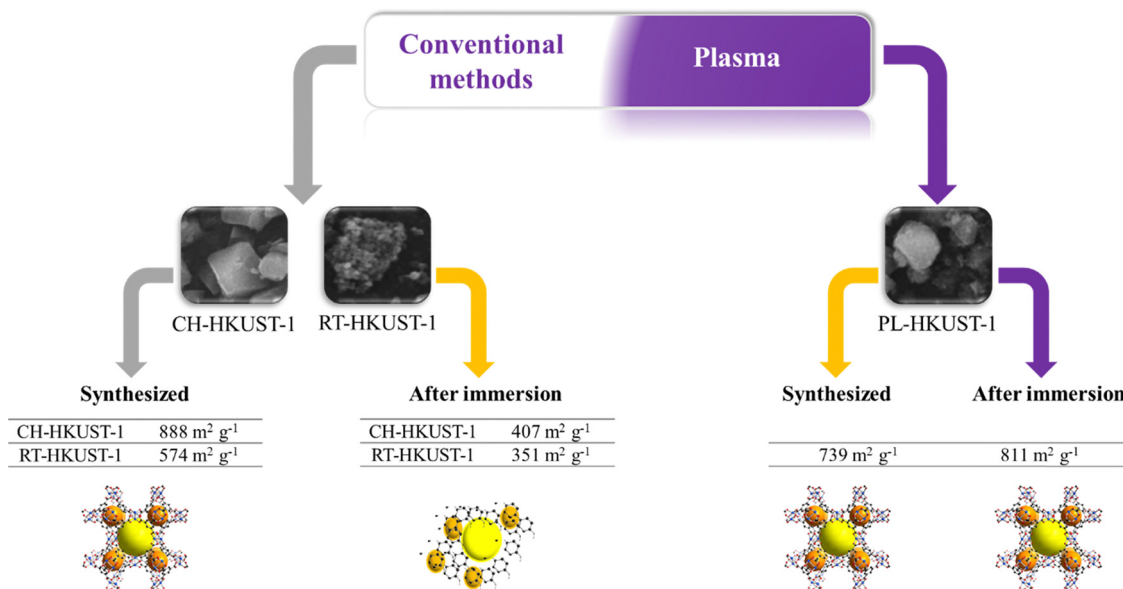 Conventional
methods
Plasma
CH-HKUST-1
RT-HKUST-1
PL-HKUST-1
Synthesized
CH-HKUST-1 888 m² g⁻¹
RT-HKUST-1 574 m² g⁻¹
After immersion
CH-HKUST-1 407 m² g⁻¹
RT-HKUST-1 351 m² g⁻¹
Synthesized After immersion
739 m² g⁻¹ 811 m² g⁻¹